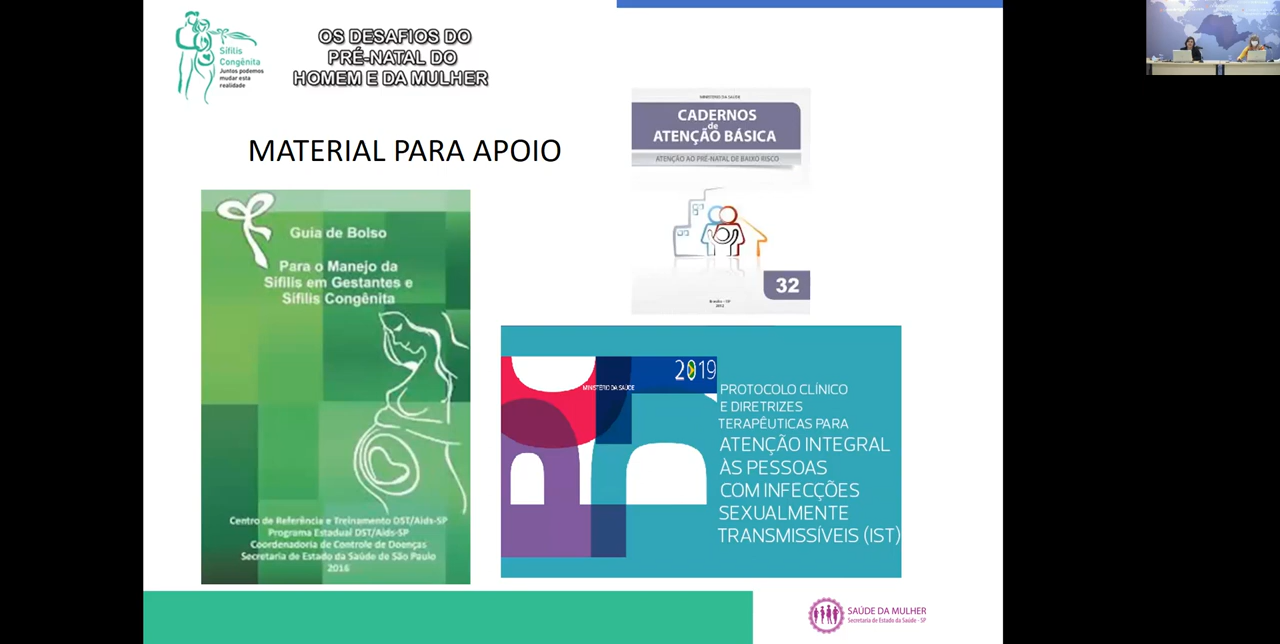 Sífilis
Congênita
Juntos podemos
mudar esta
realidade
OS DESAFIOS DO
PRÉ-NATAL DO
HOMEM E DA MULHER
MATERIAL PARA APOIO
MINISTÉRIO DA SAÚDE
CADERNOS
de
ATENÇÃO BÁSICA
ATENÇÃO AO PRÉ-NATAL DE BAIXO RISCO
32
Brasília - DF
2012
Guia de Bolso
Para o Manejo da
Sífilis em Gestantes e
Sífilis Congênita
Centro de Referência e Treinamento DST/Aids-SP
Programa Estadual DST/Aids-SP
Coordenadoria de Controle de Doenças
Secretaria de Estado da Saúde de São Paulo
2016
2019
MINISTÉRIO DA SAÚDE
PROTOCOLO CLÍNICO
E DIRETRIZES
TERAPÊUTICAS PARA
ATENÇÃO INTEGRAL
ÀS PESSOAS
COM INFECÇÕES
SEXUALMENTE
TRANSMISSÍVEIS (IST)
SAÚDE DA MULHER
Secretaria de Estado da Saúde - SP